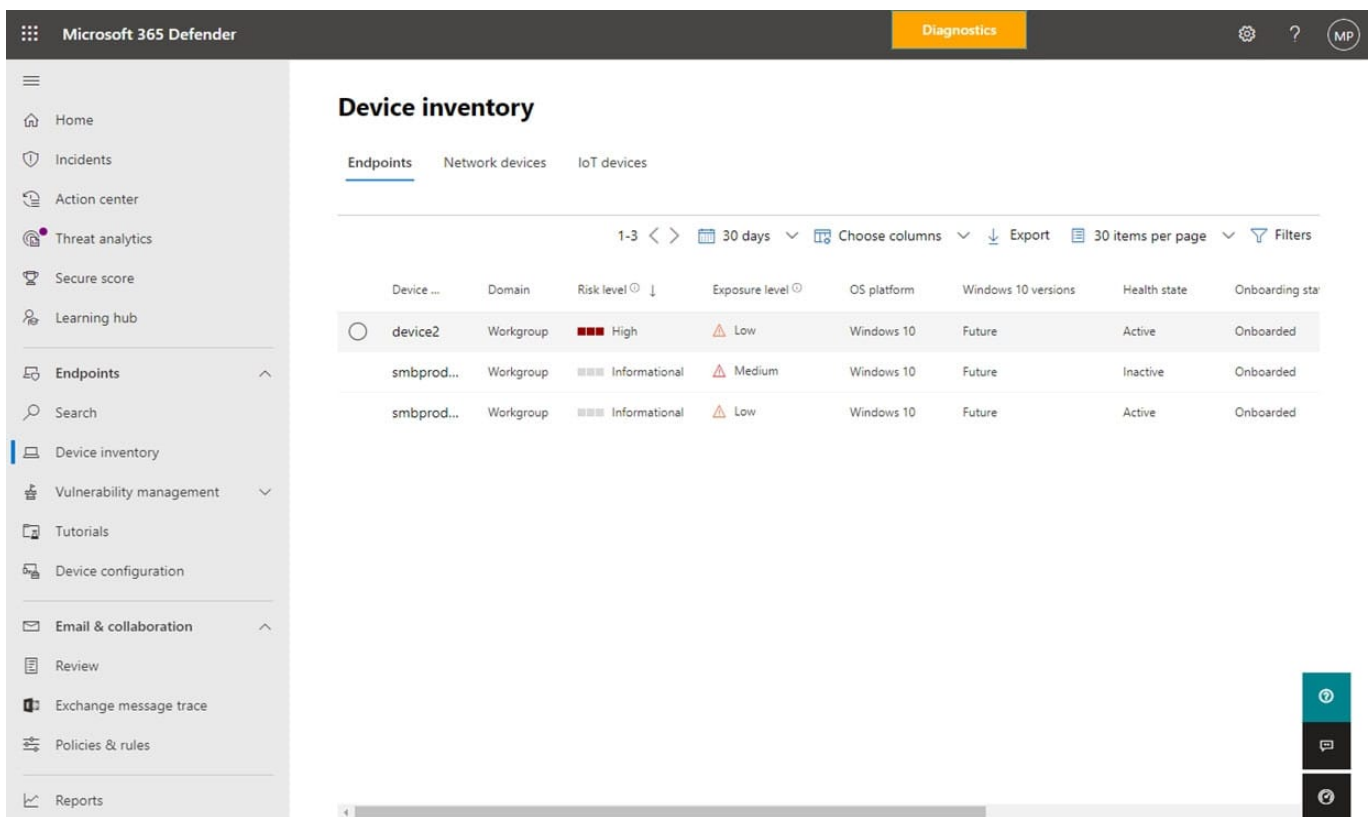 Microsoft 365 Defender
Diagnostics
?
MP
Home
Incidents
Action center
Threat analytics
Secure score
Learning hub
Endpoints
Search
Device inventory
Vulnerability management
Tutorials
Device configuration
Email & collaboration
Review
Exchange message trace
Policies & rules
Reports
Device inventory
Endpoints Network devices IoT devices
1-3 30 days Choose columns Export 30 items per page Filters
Device ... Domain Risk level Exposure level OS platform Windows 10 versions Health state Onboarding sta
device2 Workgroup High Low Windows 10 Future Active Onboarded
smbprod... Workgroup Informational Medium Windows 10 Future Inactive Onboarded
smbprod... Workgroup Informational Low Windows 10 Future Active Onboarded